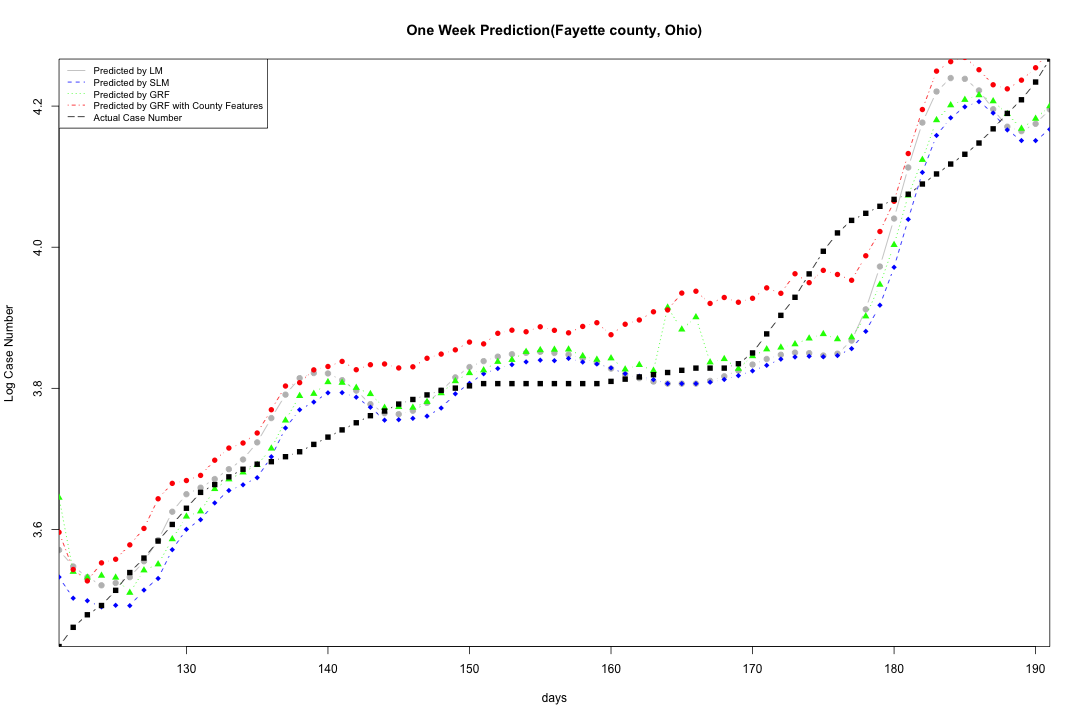 One Week Prediction(Fayette county, Ohio)
Predicted by LM
Predicted by SLM
Predicted by GRF
Predicted by GRF with County Features
Actual Case Number
Log Case Number
4.2
4.0
3.8
3.6
130 140 150 160 170 180 190
days